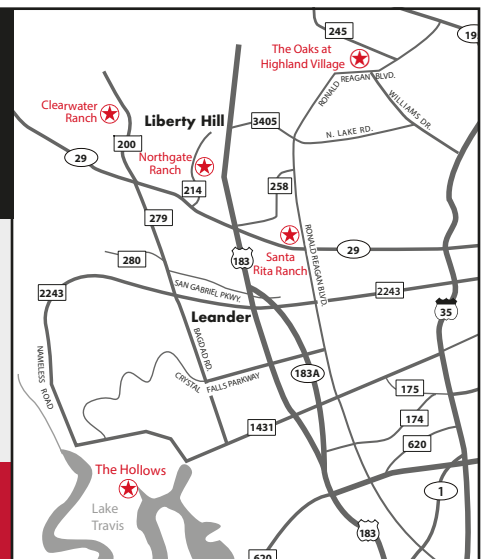 245
19
The Oaks at
Highland Village
RONALD REAGAN BLVD.
WILLIAMS DR.
Clearwater
Ranch
Liberty Hill
3405
N. LAKE RD.
200
29
Northgate
Ranch
214
258
279
RONALD REAGAN BLVD.
Santa
Rita Ranch
29
280
183
SAN GABRIEL PKWY.
2243
2243
35
Leander
NAMELESS ROAD
BAGDAD RD.
CRYSTAL FALLS PARKWAY
183A
175
174
1431
620
The Hollows
1
Lake
Travis
183
620